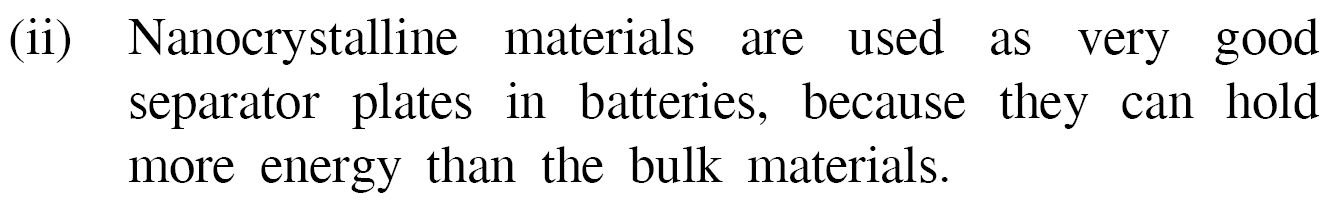 (ii) Nanocrystalline materials are used as very good
separator plates in batteries, because they can hold
more energy than the bulk materials.